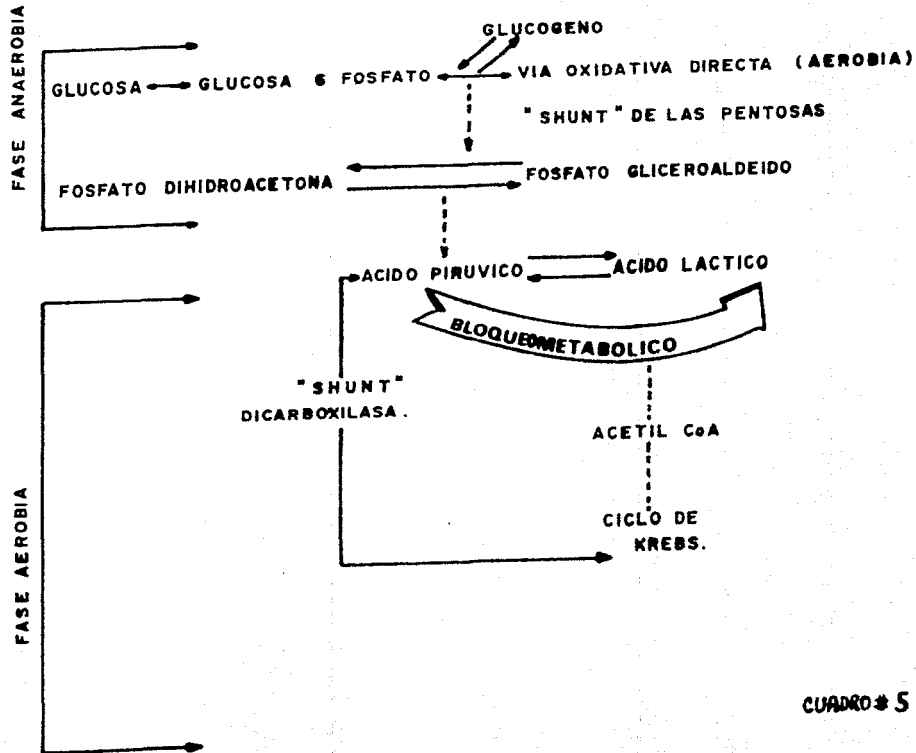 FASE ANAEROBIA
GLUCOGENO
GLUCOSA GLUCOSA 6 FOSFATO VIA OXIDATIVA DIRECTA (AEROBIA)
"SHUNT" DE LAS PENTOSAS
FOSFATO DIHIDROACETONA FOSFATO GLICEROALDEIDO
ACIDO PIRUVICO ACIDO LACTICO
BLOQUEOMETABOLICO
"SHUNT"
DICARBOXILASA.
ACETIL CoA
CICLO DE
KREBS.
FASE AEROBIA
CUADRO # 5